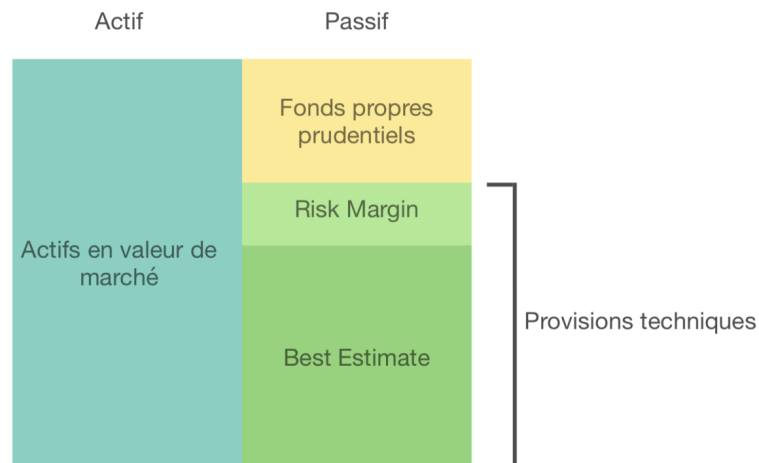 Actif
Passif
Fonds propres
prudentiels
Risk Margin
Actifs en valeur de
marché
Provisions techniques
Best Estimate